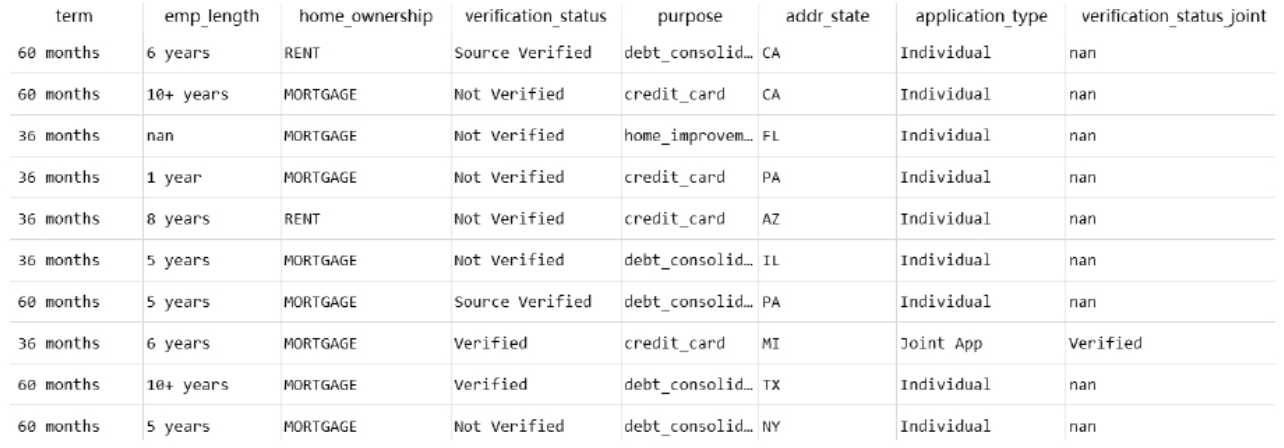 term emp_length home_ownership verification_status purpose addr_state application_type verification_status_joint
60 months 6 years RENT Source Verified debt_consolid… CA Individual nan
60 months 10+ years MORTGAGE Not Verified credit_card CA Individual nan
36 months nan MORTGAGE Not Verified home_improvem… FL Individual nan
36 months 1 year MORTGAGE Not Verified credit_card PA Individual nan
36 months 8 years RENT Not Verified credit_card AZ Individual nan
36 months 5 years MORTGAGE Not Verified debt_consolid… IL Individual nan
60 months 5 years MORTGAGE Source Verified debt_consolid… PA Individual nan
36 months 6 years MORTGAGE Verified credit_card MI Joint App Verified
60 months 10+ years MORTGAGE Verified debt_consolid… TX Individual nan
60 months 5 years MORTGAGE Not Verified debt_consolid… NY Individual nan